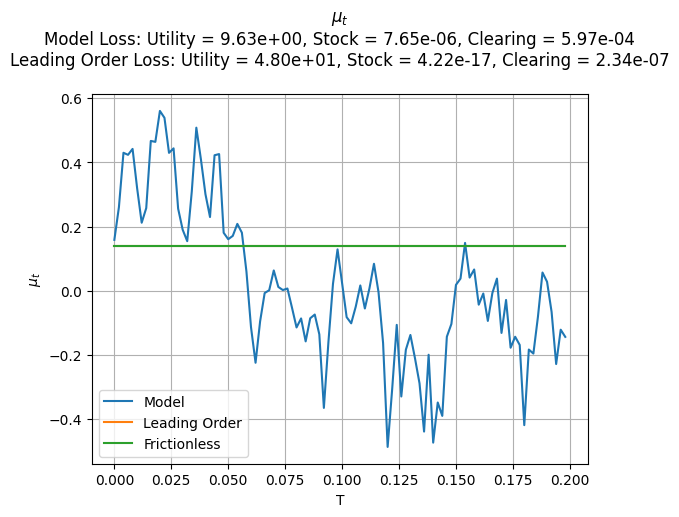 μt
Model Loss: Utility = 9.63e+00, Stock = 7.65e-06, Clearing = 5.97e-04
Leading Order Loss: Utility = 4.80e+01, Stock = 4.22e-17, Clearing = 2.34e-07
0.6
0.4
0.2
0.0
−0.2
−0.4
μt
Model
Leading Order
Frictionless
0.000 0.025 0.050 0.075 0.100 0.125 0.150 0.175 0.200
T